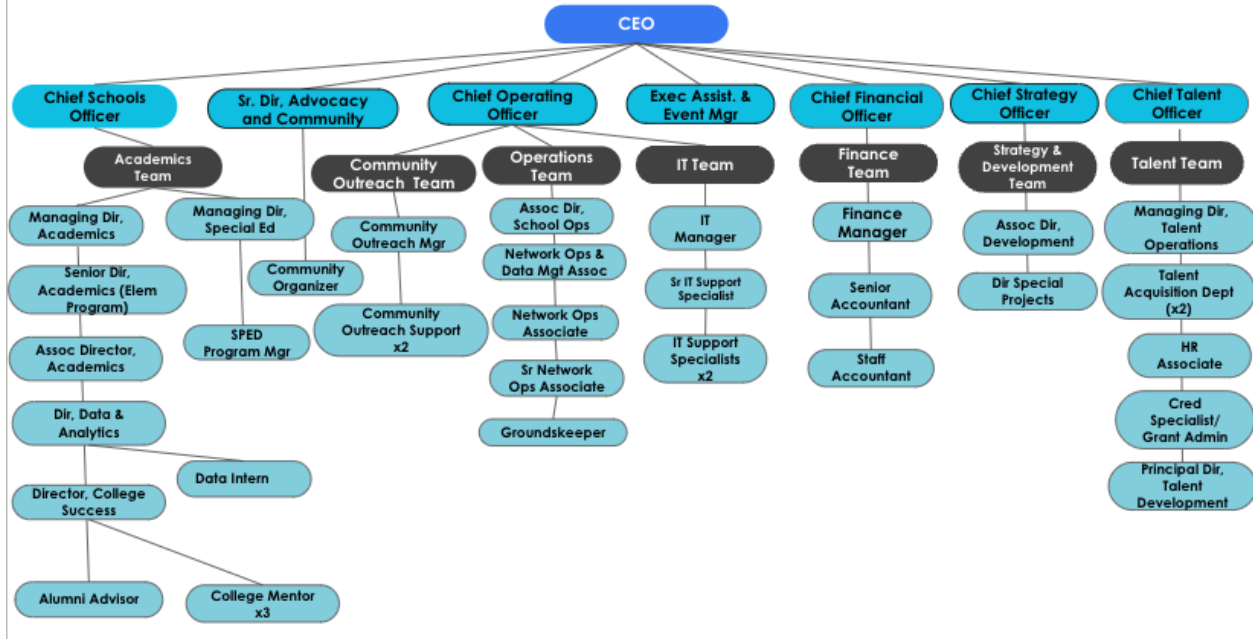 CEO
Chief Schools
Officer
Sr. Dir, Advocacy
and Community
Chief Operating
Officer
Exec Assist. &
Event Mgr
Chief Financial
Officer
Chief Strategy
Officer
Chief Talent
Officer
Academics
Team
Community
Outreach Team
Operations
Team
IT Team
Finance
Team
Strategy &
Development
Team
Talent Team
Managing Dir,
Academics
Managing Dir,
Special Ed
Senior Dir,
Academics (Elem
Program)
SPED
Program Mgr
Assoc Director,
Academics
Dir, Data &
Analytics
Data Intern
Director, College
Success
Alumni Advisor
College Mentor
x3
Community
Organizer
Community
Outreach Mgr
Community
Outreach Support
x2
Assoc Dir,
School Ops
Network Ops &
Data Mgt Assoc
Network Ops
Associate
Sr Network
Ops Associate
Groundskeeper
IT
Manager
Sr IT Support
Specialist
IT Support
Specialists
x2
Finance
Manager
Senior
Accountant
Staff
Accountant
Assoc Dir,
Development
Dir Special
Projects
Managing Dir,
Talent
Operations
Talent
Acquisition Dept
(x2)
HR
Associate
Cred
Specialist/
Grant Admin
Principal Dir,
Talent
Development